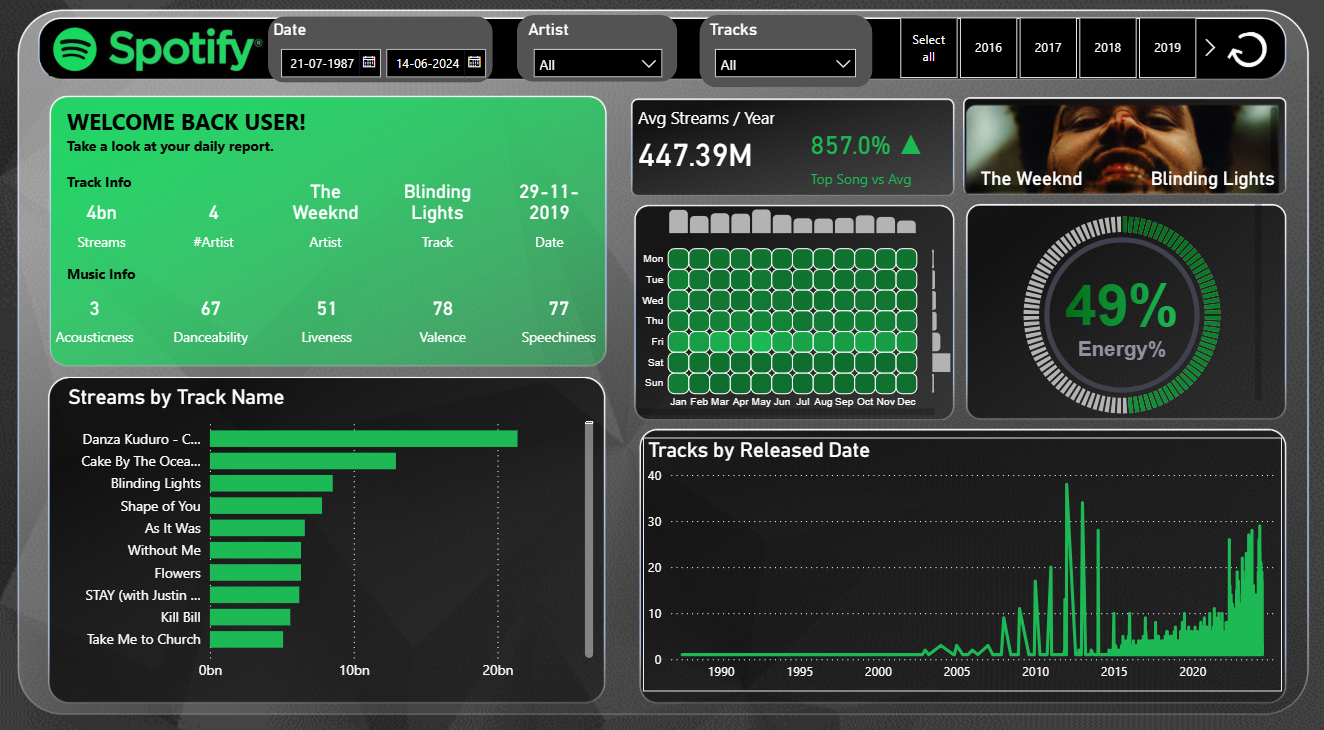 Spotify®
Date
21-07-1987
14-06-2024
Artist
All
Tracks
All
Select
all
2016
2017
2018
2019
WELCOME BACK USER!
Take a look at your daily report.
Track Info
4bn
Streams
4
#Artist
The
Weeknd
Artist
Blinding
Lights
Track
29-11-
2019
Date
Music Info
3
Acousticness
67
Danceability
51
Liveness
78
Valence
77
Speechiness
Avg Streams / Year
447.39M
857.0%
Top Song vs Avg
The Weeknd
Blinding Lights
Mon
Tue
Wed
Thu
Fri
Sat
Sun
Jan Feb Mar Apr May Jun Jul Aug Sep Oct Nov Dec
49%
Energy%
Streams by Track Name
Danza Kuduro - C...
Cake By The Ocea...
Blinding Lights
Shape of You
As It Was
Without Me
Flowers
STAY (with Justin ...
Kill Bill
Take Me to Church
0bn 10bn 20bn
Tracks by Released Date
40
30
20
10
0
1990 1995 2000 2005 2010 2015 2020